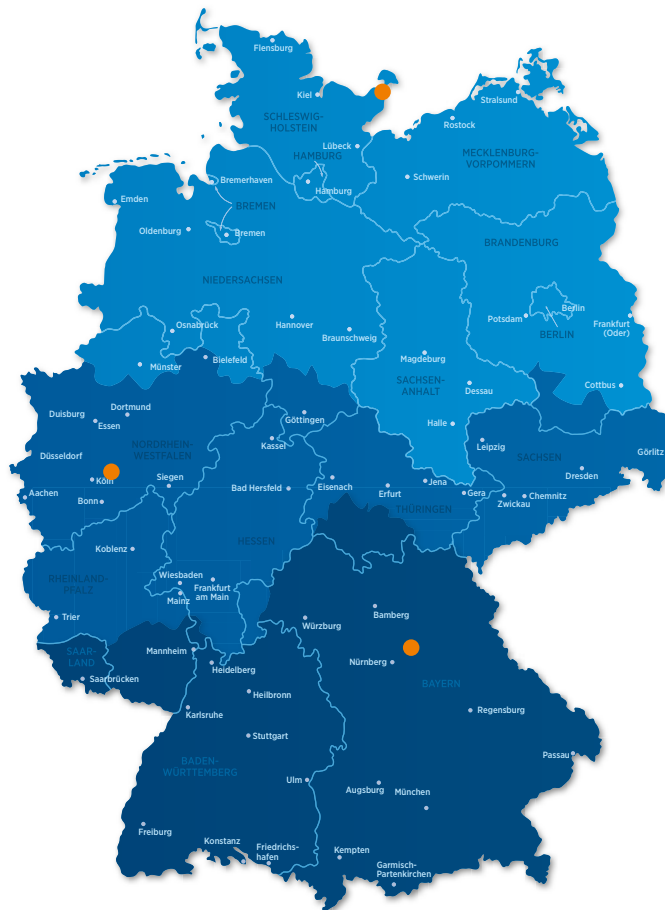 Flensburg
Kiel
SCHLESWIG-
HOLSTEIN
Stralsund
Rostock
Lübeck
HAMBURG
MECKLENBURG-
VORPOMMERN
Schwerin
Bremerhaven
Hamburg
Emden
BREMEN
Oldenburg
Bremen
BRANDENBURG
NIEDERSACHSEN
Osnabrück
Hannover
Braunschweig
Potsdam
Berlin
BERLIN
Frankfurt
(Oder)
Münster
Bielefeld
Magdeburg
SACHSEN-
ANHALT
Dessau
Cottbus
Duisburg
Dortmund
Essen
Göttingen
Halle
NORDRHEIN-
WESTFALEN
Kassel
Leipzig
SACHSEN
Görlitz
Düsseldorf
Köln
Siegen
Bad Hersfeld
Eisenach
Erfurt
Jena
Gera
Dresden
Aachen
Bonn
THÜRINGEN
Zwickau
Chemnitz
Koblenz
HESSEN
RHEINLAND-
PFALZ
Wiesbaden
Mainz
Frankfurt
am Main
Trier
Würzburg
Bamberg
SAAR-
LAND
Mannheim
Heidelberg
Nürnberg
BAYERN
Saarbrücken
Heilbronn
Karlsruhe
Regensburg
Stuttgart
BADEN-
WÜRTTEMBERG
Passau
Ulm
Augsburg
München
Freiburg
Konstanz
Friedrichs-
hafen
Kempten
Garmisch-
Partenkirchen